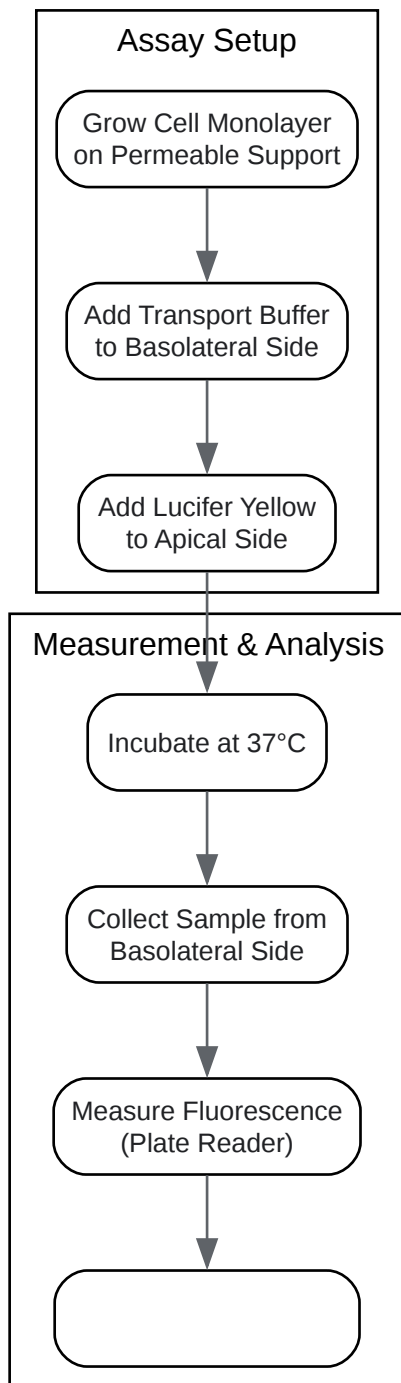 Assay Setup
Grow Cell Monolayer
on Permeable Support
Add Transport Buffer
to Basolateral Side
Add Lucifer Yellow
to Apical Side
Measurement & Analysis
Incubate at 37°C
Collect Sample from
Basolateral Side
Measure Fluorescence
(Plate Reader)